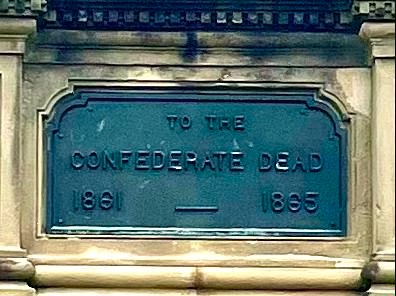 TO THE
CONFEDERATE DEAD
1861 — 1865